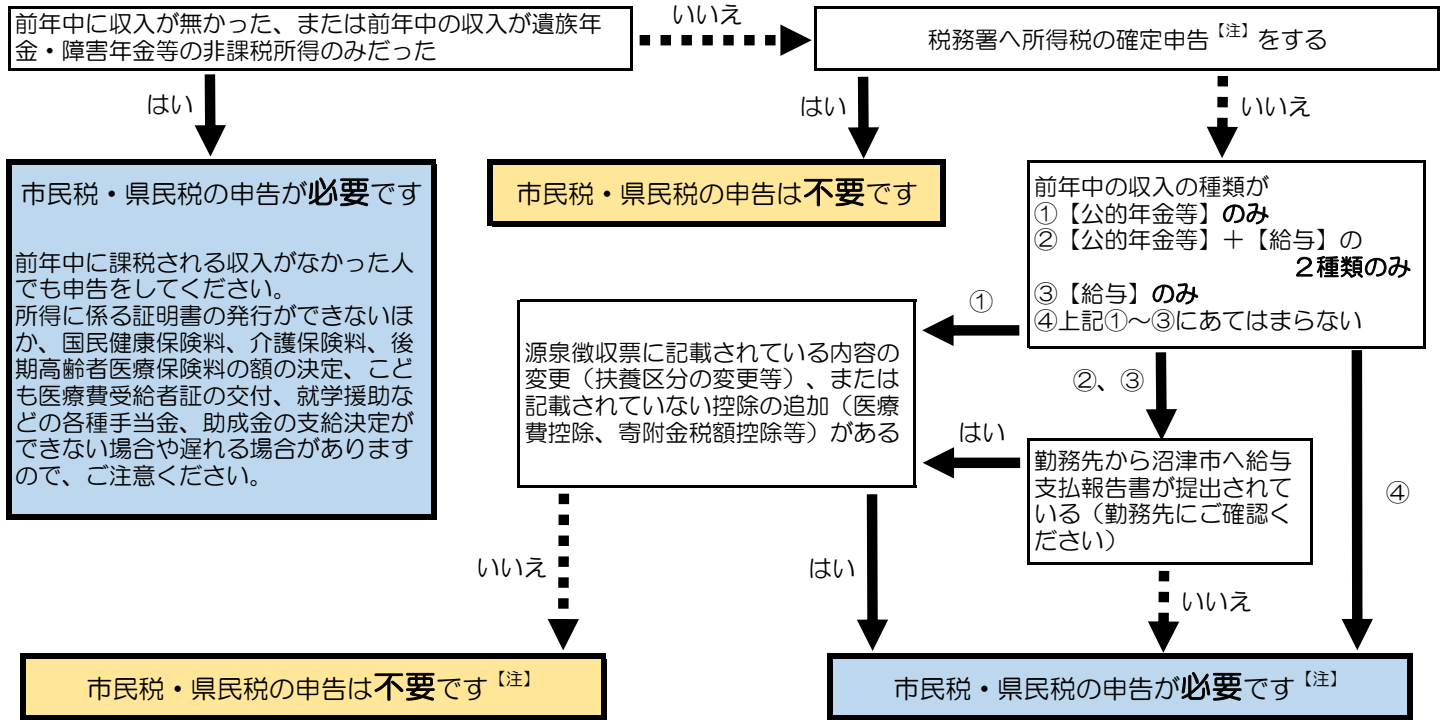 前年中に収入が無かった、または前年中の収入が遺族年
金・障害年金等の非課税所得のみだった
いいえ
税務署へ所得税の確定申告【注】をする
はい
はい
いいえ
市民税・県民税の申告が必要です
前年中に課税される収入がなかった人
でも申告をしてください。
所得に係る証明書の発行ができないほ
か、国民健康保険料、介護保険料、後
期高齢者医療保険料の額の決定、こど
も医療費受給者証の交付、就学援助な
どの各種手当金、助成金の支給決定が
できない場合や遅れる場合があります
ので、ご注意ください。
市民税・県民税の申告は不要です
前年中の収入の種類が
①【公的年金等】のみ
②【公的年金等】＋【給与】の
２種類のみ
③【給与】のみ
④上記①～③にあてはまらない
①
②、③
④
源泉徴収票に記載されている内容の
変更（扶養区分の変更等）、または
記載されていない控除の追加（医療
費控除、寄附金税額控除等）がある
はい
勤務先から沼津市へ給与
支払報告書が提出されて
いる（勤務先にご確認く
ださい）
いいえ
はい
いいえ
市民税・県民税の申告は不要です【注】
市民税・県民税の申告が必要です【注】